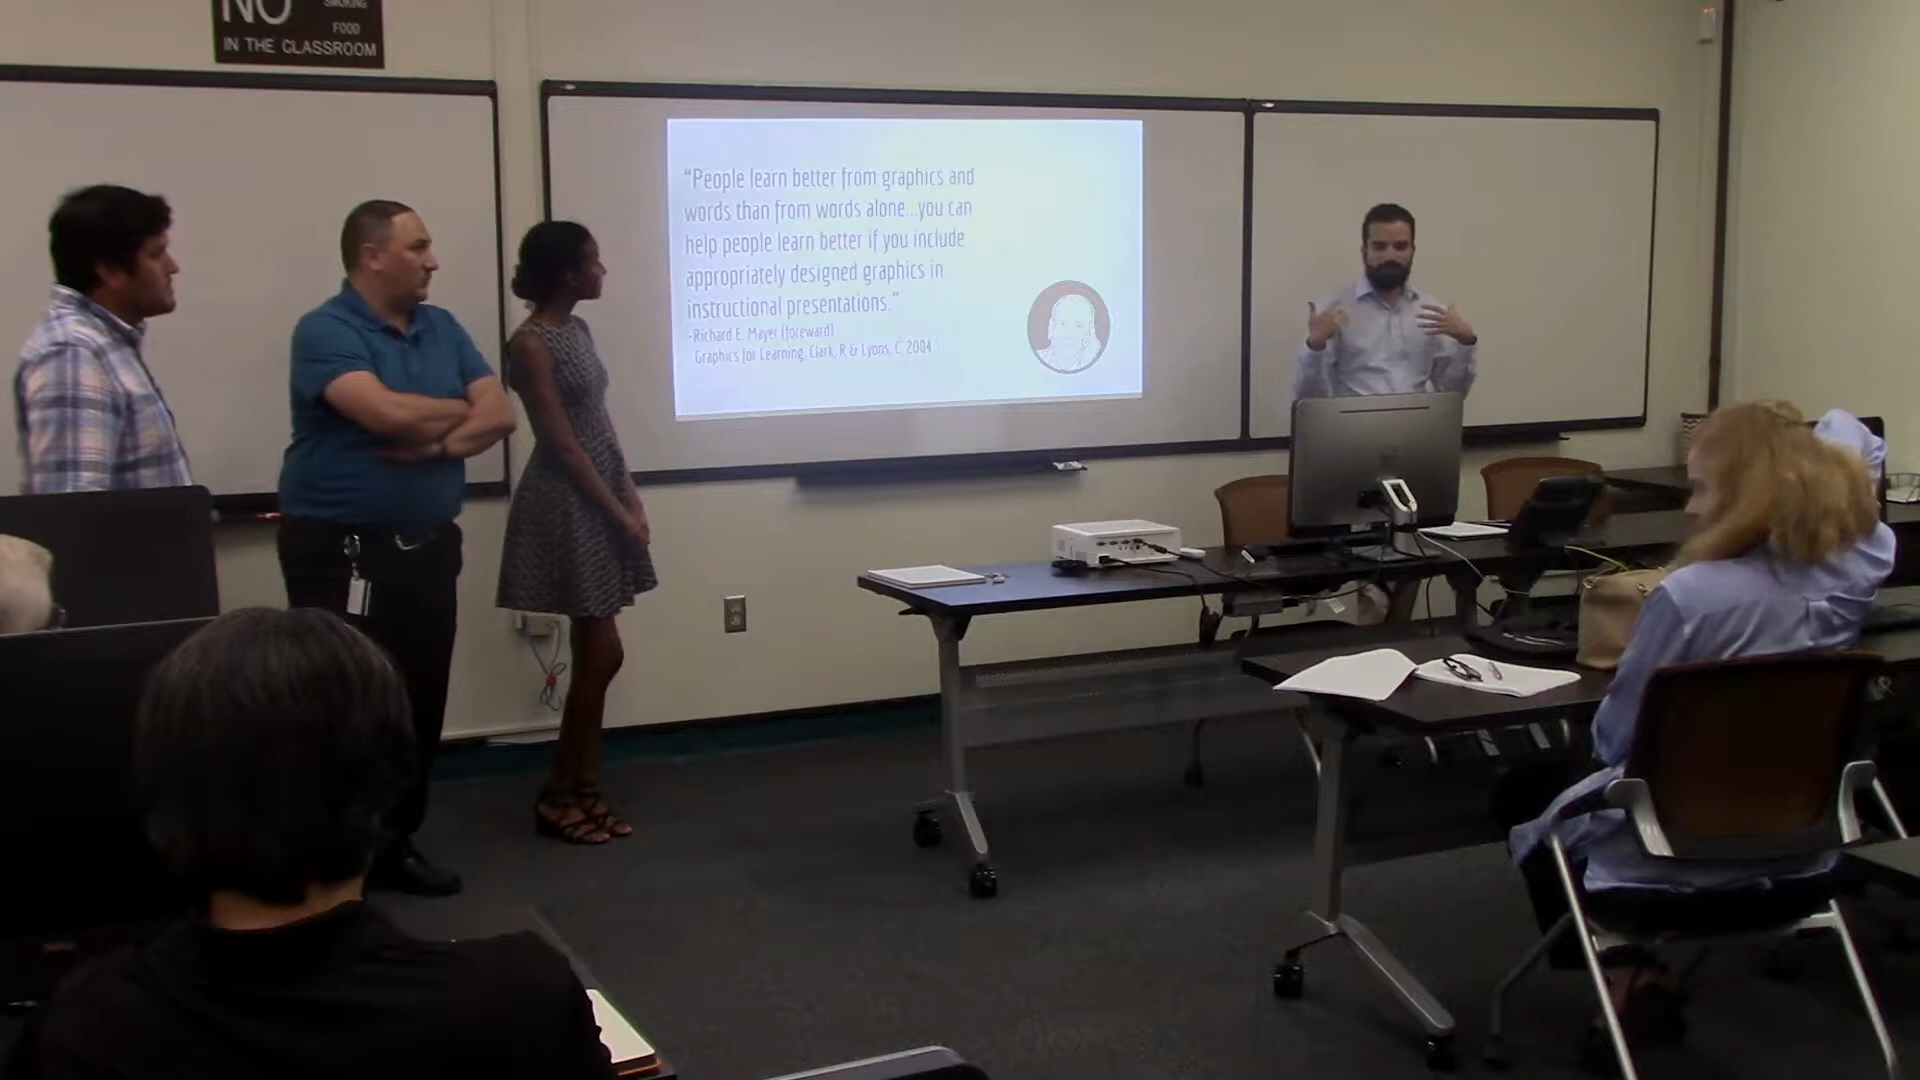 NO SMOKING
FOOD
IN THE CLASSROOM
“People learn better from graphics and
words than from words alone...you can
help people learn better if you include
appropriately designed graphics in
instructional presentations.”
-Richard E. Mayer (foreward)
Graphics for Learning, Clark, R & Lyons, C. 2004